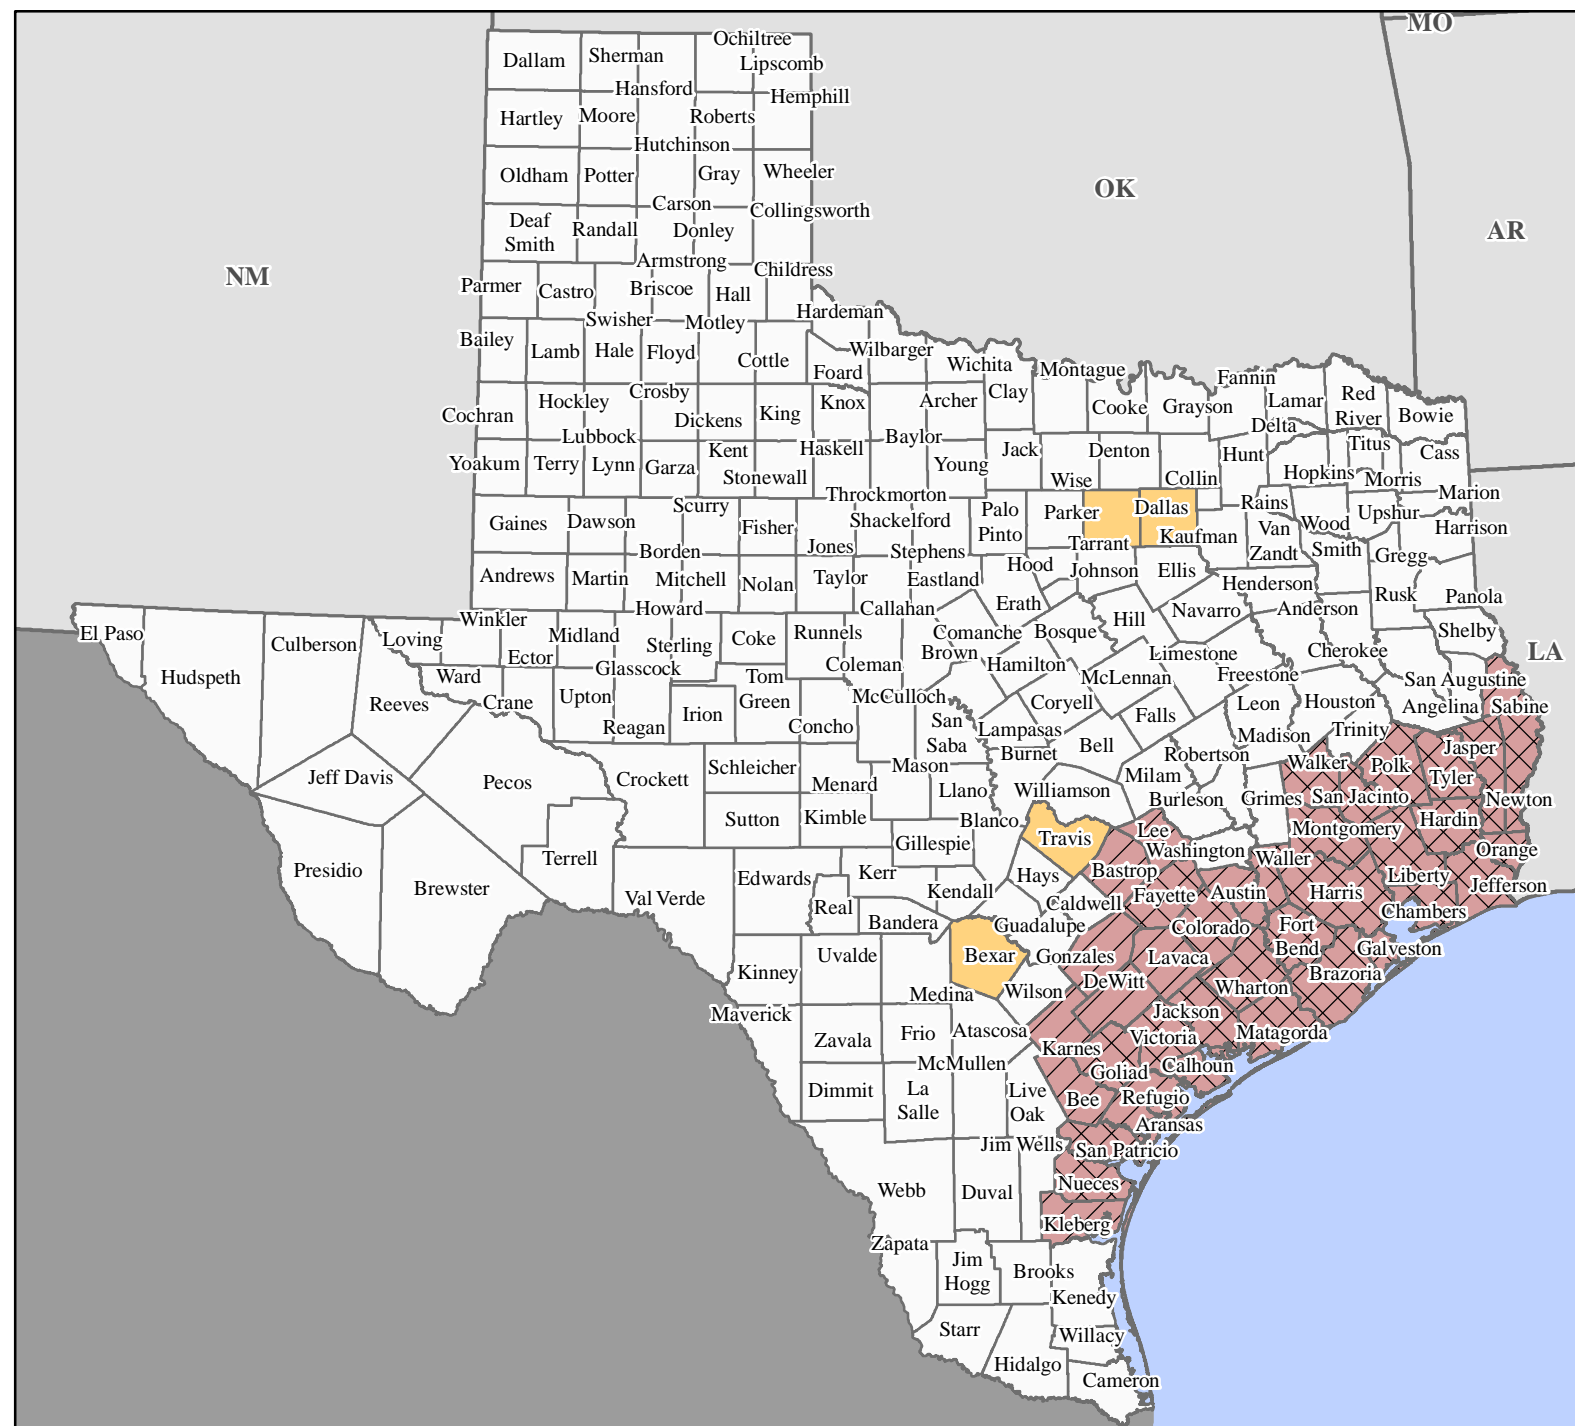 MO
Ochiltree
Dallam
Sherman
Lipscomb
Hansford
Hemphill
Hartley
Moore
Roberts
Hutchinson
Oldham
Potter
Gray
Wheeler
OK
Carson
Collingsworth
Deaf
Smith
Randall
Donley
AR
Armstrong
Childress
NM
Parmer
Castro
Briscoe
Hall
Hardeman
Swisher
Motley
Bailey
Lamb
Hale
Floyd
Cottle
Wilbarger
Foard
Wichita
Montague
Fannin
Crosby
Clay
Cochran
Hockley
Dickens
King
Knox
Archer
Cooke
Grayson
Lamar
Red
River
Bowie
Delta
Lubbock
Baylor
Yoakum
Terry
Lynn
Garza
Kent
Stonewall
Haskell
Young
Jack
Wise
Denton
Collin
Hunt
Hopkins
Titus
Morris
Cass
Marion
Throckmorton
Gaines
Dawson
Scurry
Fisher
Jones
Shackelford
Stephens
Palo
Pinto
Parker
Tarrant
Dallas
Kaufman
Rains
Van
Zandt
Wood
Upshur
Harrison
Smith
Gregg
Borden
Andrews
Martin
Mitchell
Nolan
Taylor
Eastland
Hood
Johnson
Ellis
Henderson
Rusk
Panola
Howard
Callahan
Erath
Navarro
Anderson
Hill
Winkler
El Paso
Culberson
Loving
Midland
Sterling
Coke
Runnels
Comanche
Bosque
Shelby
Ector
Glasscock
Coleman
Brown
Hamilton
Limestone
Cherokee
LA
Hudspeth
Ward
Tom
Green
McLennan
Freestone
San Augustine
Reeves
Crane
Upton
Reagan
Irion
Concho
McCulloch
San
Saba
Lampasas
Coryell
Falls
Leon
Houston
Angelina
Sabine
Trinity
Burnet
Bell
Robertson
Madison
Jeff Davis
Pecos
Crockett
Schleicher
Menard
Mason
Llano
Williamson
Milam
Burleson
Grimes
Walker
Polk
Jasper
Tyler
San Jacinto
Newton
Sutton
Kimble
Blanco
Travis
Lee
Montgomery
Hardin
Gillespie
Washington
Waller
Orange
Presidio
Brewster
Terrell
Edwards
Kerr
Kendall
Hays
Bastrop
Liberty
Jefferson
Val Verde
Real
Caldwell
Fayette
Austin
Harris
Chambers
Bandera
Guadalupe
Colorado
Fort
Bend
Galveston
Kinney
Uvalde
Bexar
Gonzales
Lavaca
Brazoria
Medina
Wilson
DeWitt
Wharton
Maverick
Jackson
Zavala
Frio
Atascosa
Karnes
Victoria
Matagorda
McMullen
Goliad
Calhoun
Dimmit
La
Salle
Live
Oak
Bee
Refugio
Aransas
Jim Wells
San Patricio
Webb
Duval
Nueces
Kleberg
Zapata
Jim
Hogg
Brooks
Kenedy
Starr
Willacy
Hidalgo
Cameron